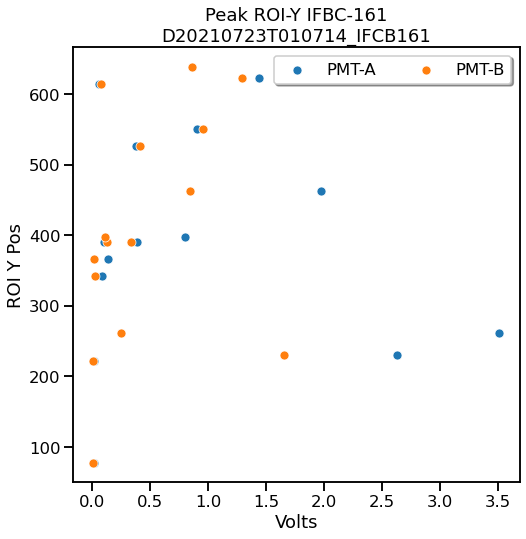 Peak ROI-Y IFBC-161
D20210723T010714_IFCB161
PMT-A PMT-B
ROI Y Pos
600
500
400
300
200
100
0.0 0.5 1.0 1.5 2.0 2.5 3.0 3.5
Volts